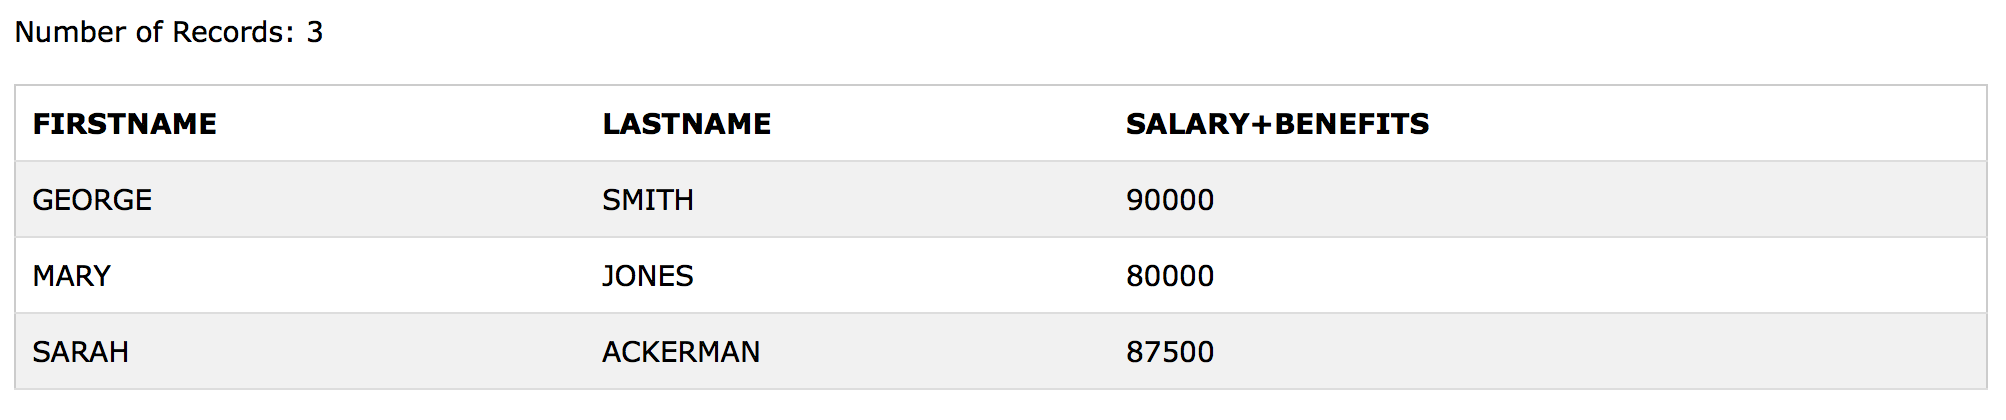 Number of Records: 3
FIRSTNAME LASTNAME SALARY+BENEFITS
GEORGE SMITH 90000
MARY JONES 80000
SARAH ACKERMAN 87500